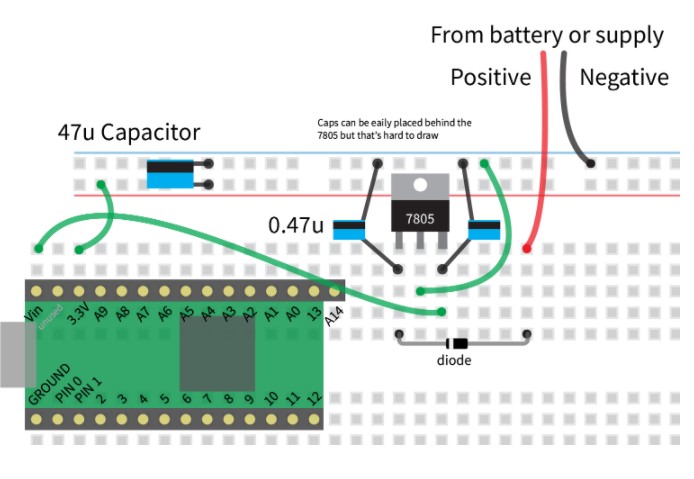 From battery or supply
Positive
Negative
47u Capacitor
Caps can be eaily placed behind the
7805 but that's hard to draw
0.47u
7805
Vin
unused
3.3V
A9
A8
A7
A6
A5
A4
A3
A2
A1
A0
13
A14
diode
GROUND
PIN 0
PIN 1
2
3
4
5
6
7
8
9
10
11
12